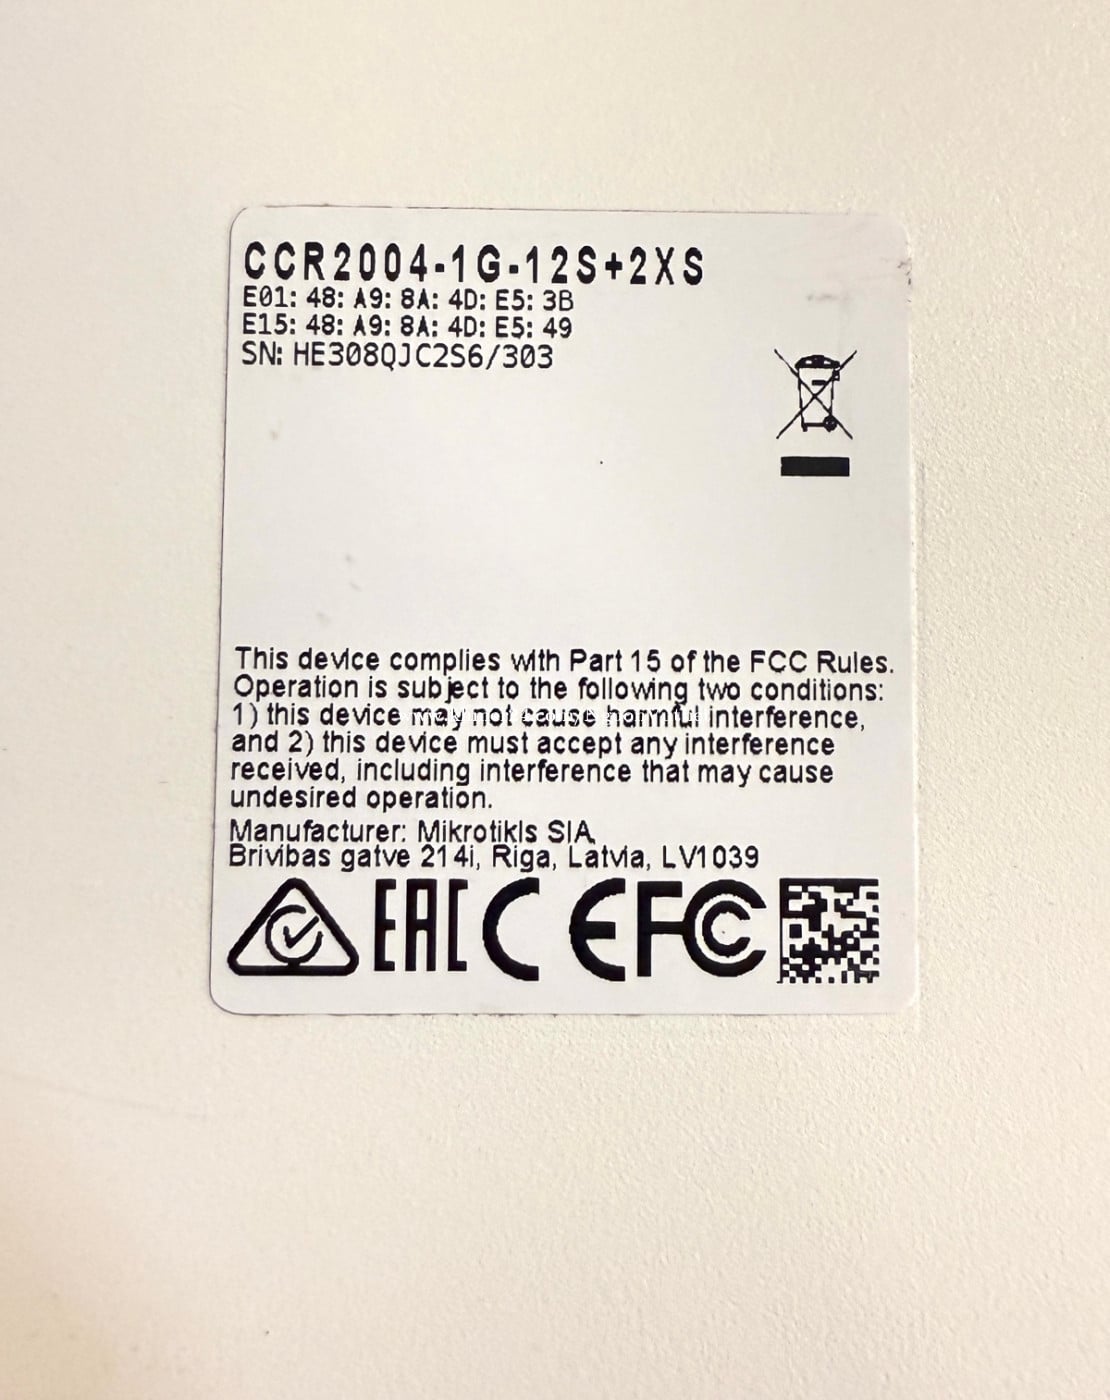 CCR2004-1G-12S+2XS
E01: 48: A9: 8A: 4D: E5: 3B
E15: 48: A9: 8A: 4D: E5: 49
SN: HE308QJC2S6/303
This device complies with Part 15 of the FCC Rules.
Operation is subject to the following two conditions:
1) this device may not cause harmful interference,
and 2) this device must accept any interference
received, including interference that may cause
undesired operation.
Manufacturer: Mikrotikls SIA,
Brivibas gatve 214i, Riga, Latvia, LV1039
EAC CE FC